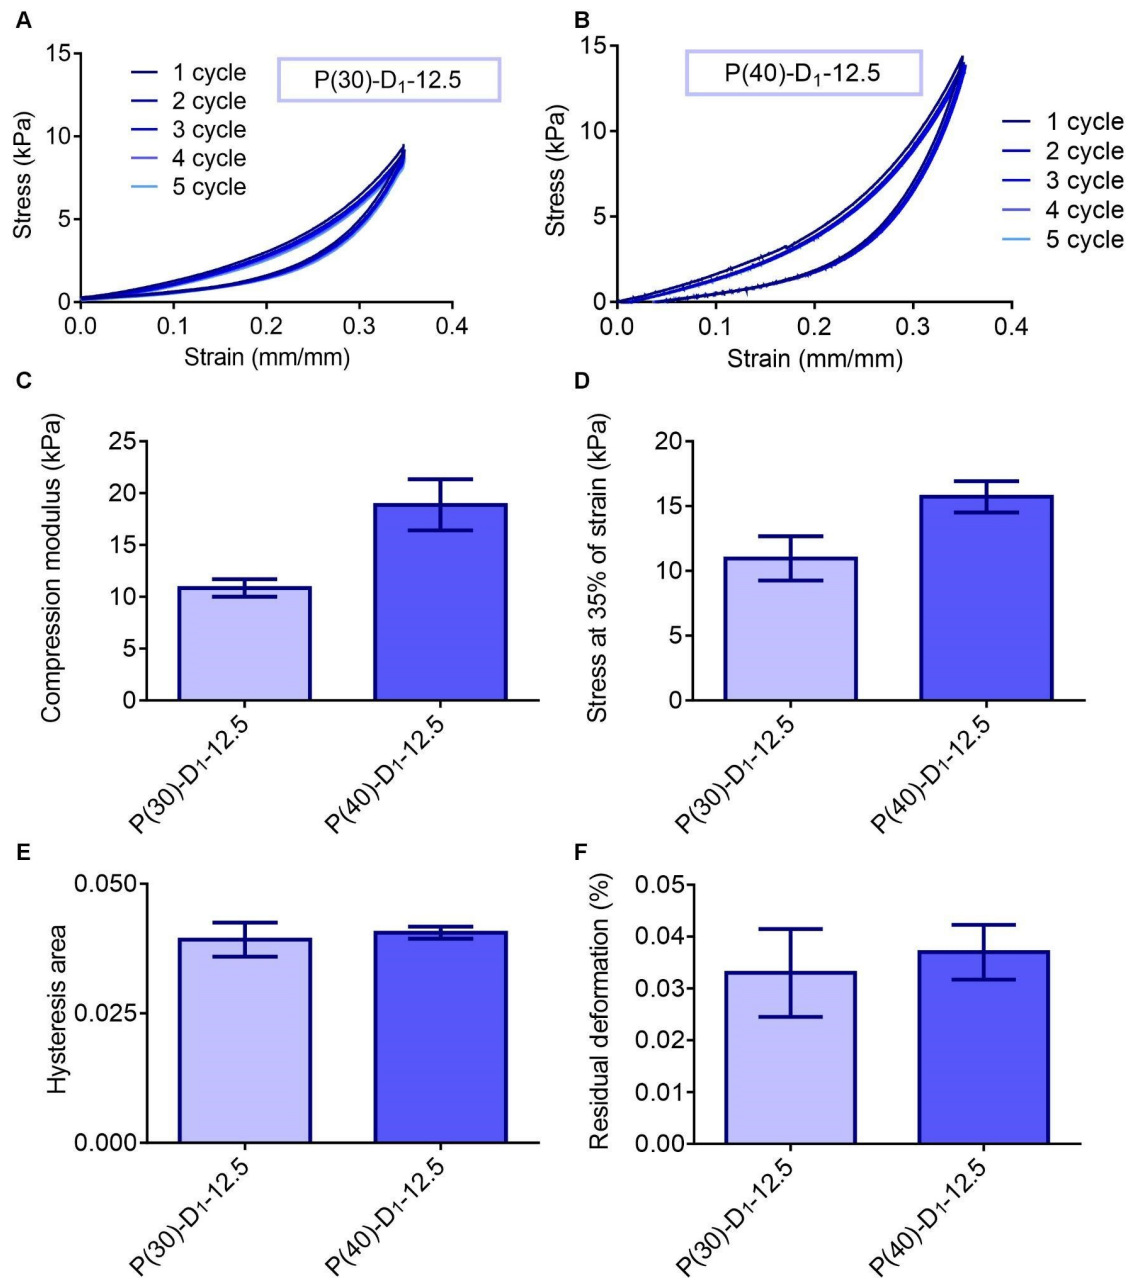 A
15
10
5
0
Stress (kPa)
1 cycle
2 cycle
3 cycle
4 cycle
5 cycle
P(30)-D₁-12.5
0.0 0.1 0.2 0.3 0.4
Strain (mm/mm)
B
15
10
5
0
Stress (kPa)
P(40)-D₁-12.5
1 cycle
2 cycle
3 cycle
4 cycle
5 cycle
0.0 0.1 0.2 0.3 0.4
Strain (mm/mm)
C
25
20
15
10
5
0
Compression modulus (kPa)
P(30)-D₁-12.5
P(40)-D₁-12.5
D
20
15
10
5
0
Stress at 35% of strain (kPa)
P(30)-D₁-12.5
P(40)-D₁-12.5
E
0.050
0.025
0.000
Hysteresis area
P(30)-D₁-12.5
P(40)-D₁-12.5
F
0.05
0.04
0.03
0.02
0.01
0.00
Residual deformation (%)
P(30)-D₁-12.5
P(40)-D₁-12.5